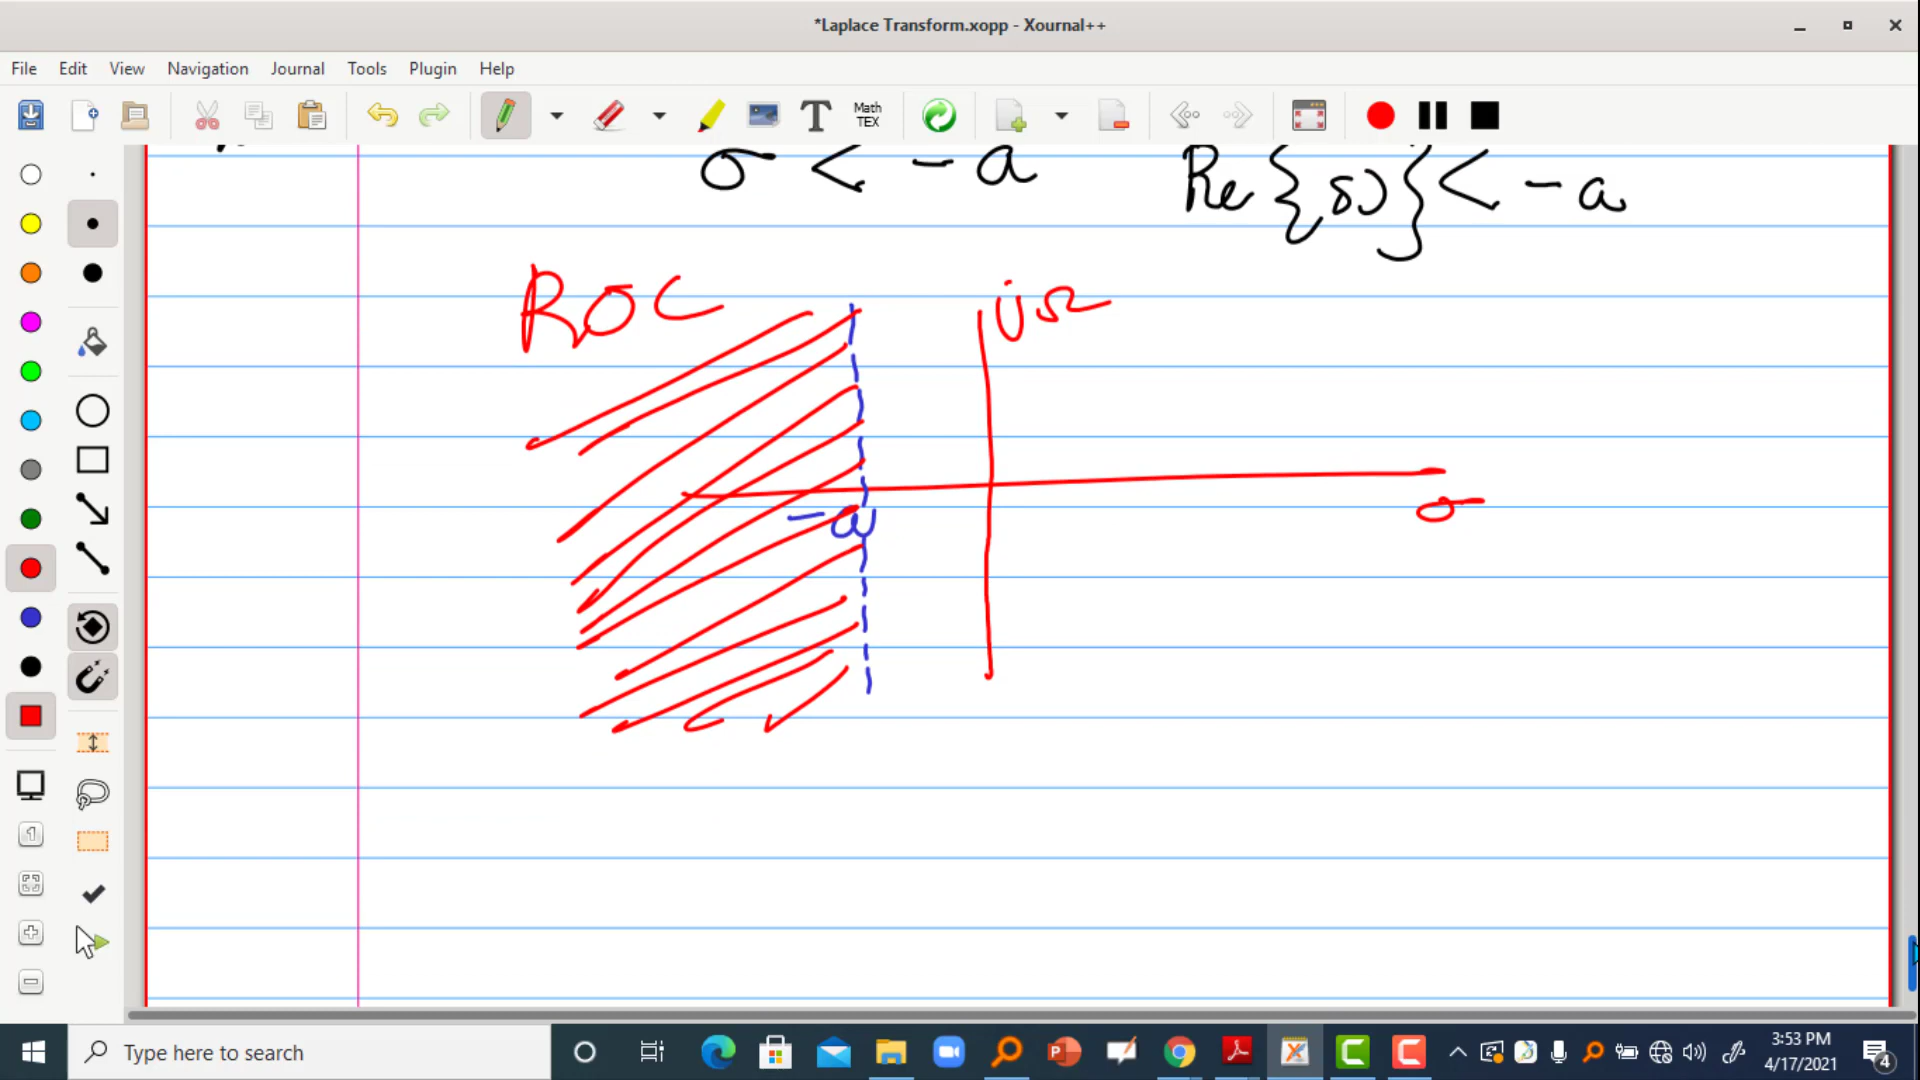 *Laplace Transform.xopp - Xournal++
File Edit View Navigation Journal Tools Plugin Help
Math
TEX
σ < -a Re{s}< -a
ROC jΩ
-a
σ
Type here to search
3:53 PM
4/17/2021
4